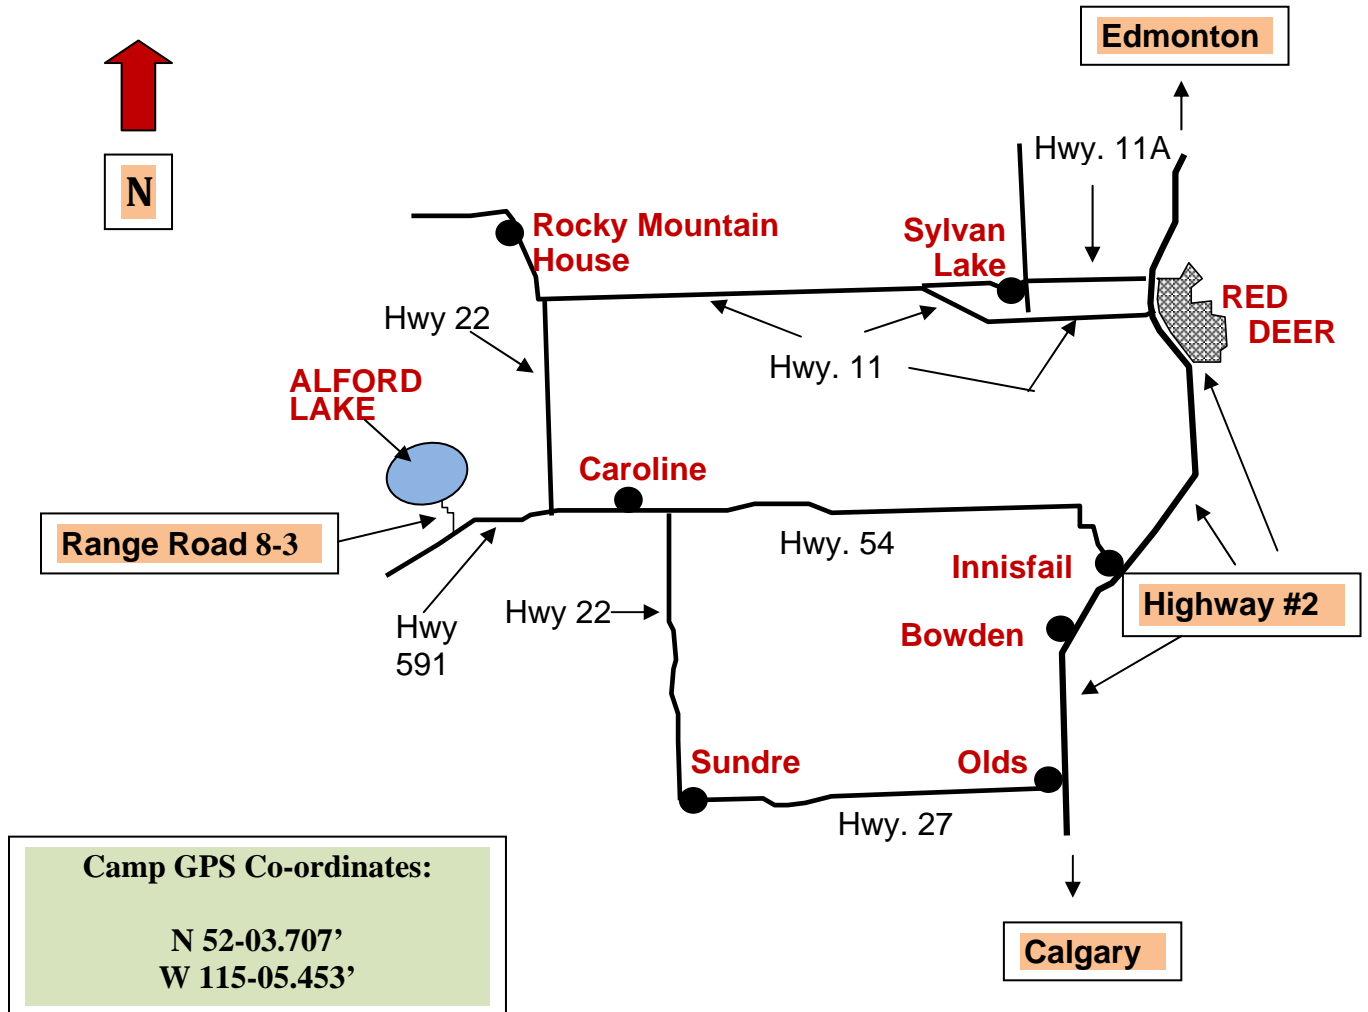 Edmonton
Hwy. 11A
N
Rocky Mountain
House
Sylvan
Lake
RED
DEER
Hwy 22
Hwy. 11
ALFORD
LAKE
Caroline
Range Road 8-3
Hwy. 54
Innisfail
Highway #2
Hwy
591
Hwy 22
Bowden
Sundre
Olds
Hwy. 27
Camp GPS Co-ordinates:
N 52-03.707’
W 115-05.453’
Calgary